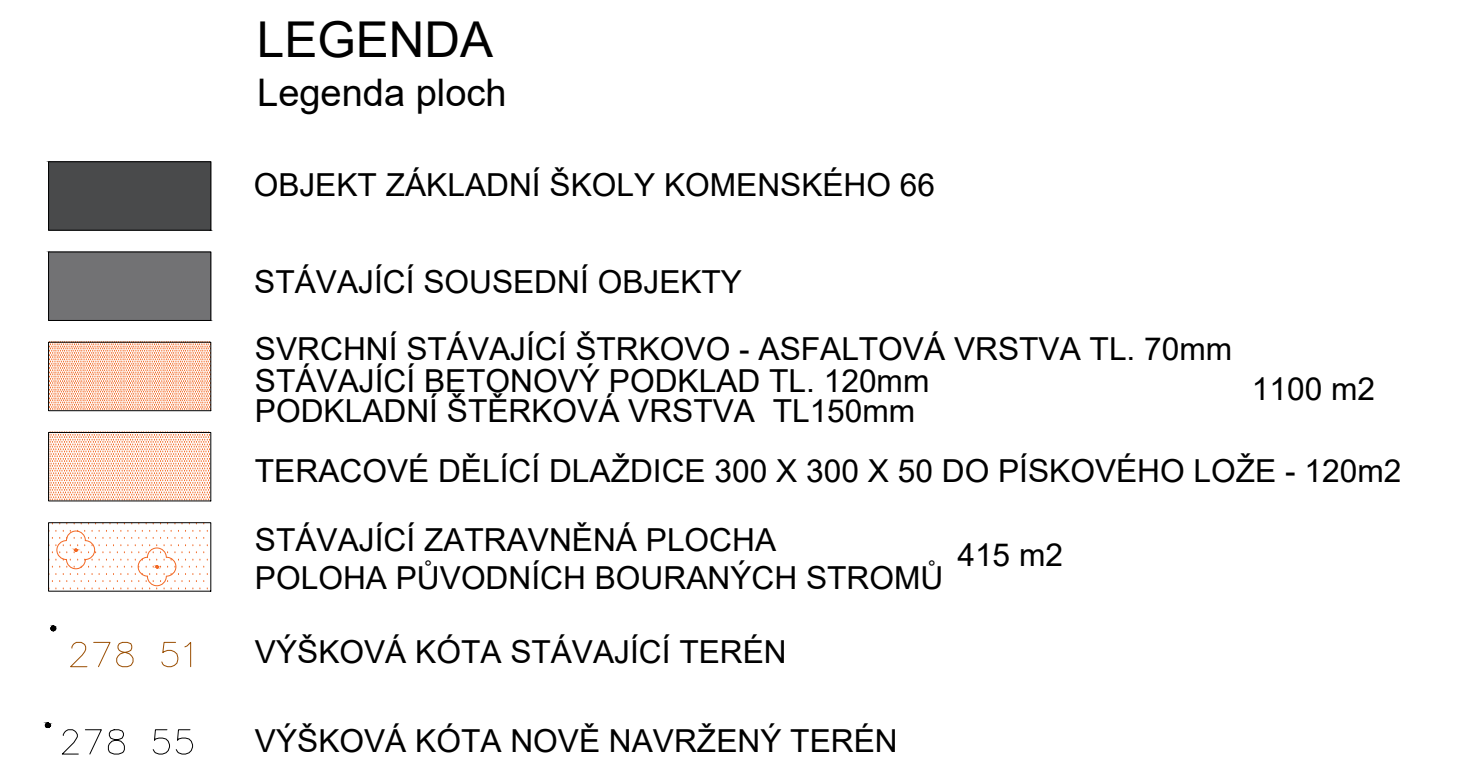 LEGENDA
Legenda ploch
OBJEKT ZÁKLADNÍ ŠKOLY KOMENSKÉHO 66
STÁVAJÍCÍ SOUSEDNÍ OBJEKTY
SVRCHNÍ STÁVAJÍCÍ ŠTRKOVO - ASFALTOVÁ VRSTVA TL. 70mm
STÁVAJÍCÍ BETONOVÝ PODKLAD TL. 120mm
PODKLADNÍ ŠTĚRKOVÁ VRSTVA TL150mm
1100 m2
TERACOVÉ DĚLÍCÍ DLAŽDICE 300 X 300 X 50 DO PÍSKOVÉHO LOŽE - 120m2
STÁVAJÍCÍ ZATRAVNĚNÁ PLOCHA
POLOHA PŮVODNÍCH BOURANÝCH STROMŮ
415 m2
278 51 VÝŠKOVÁ KÓTA STÁVAJÍCÍ TERÉN
278 55 VÝŠKOVÁ KÓTA NOVĚ NAVRŽENÝ TERÉN